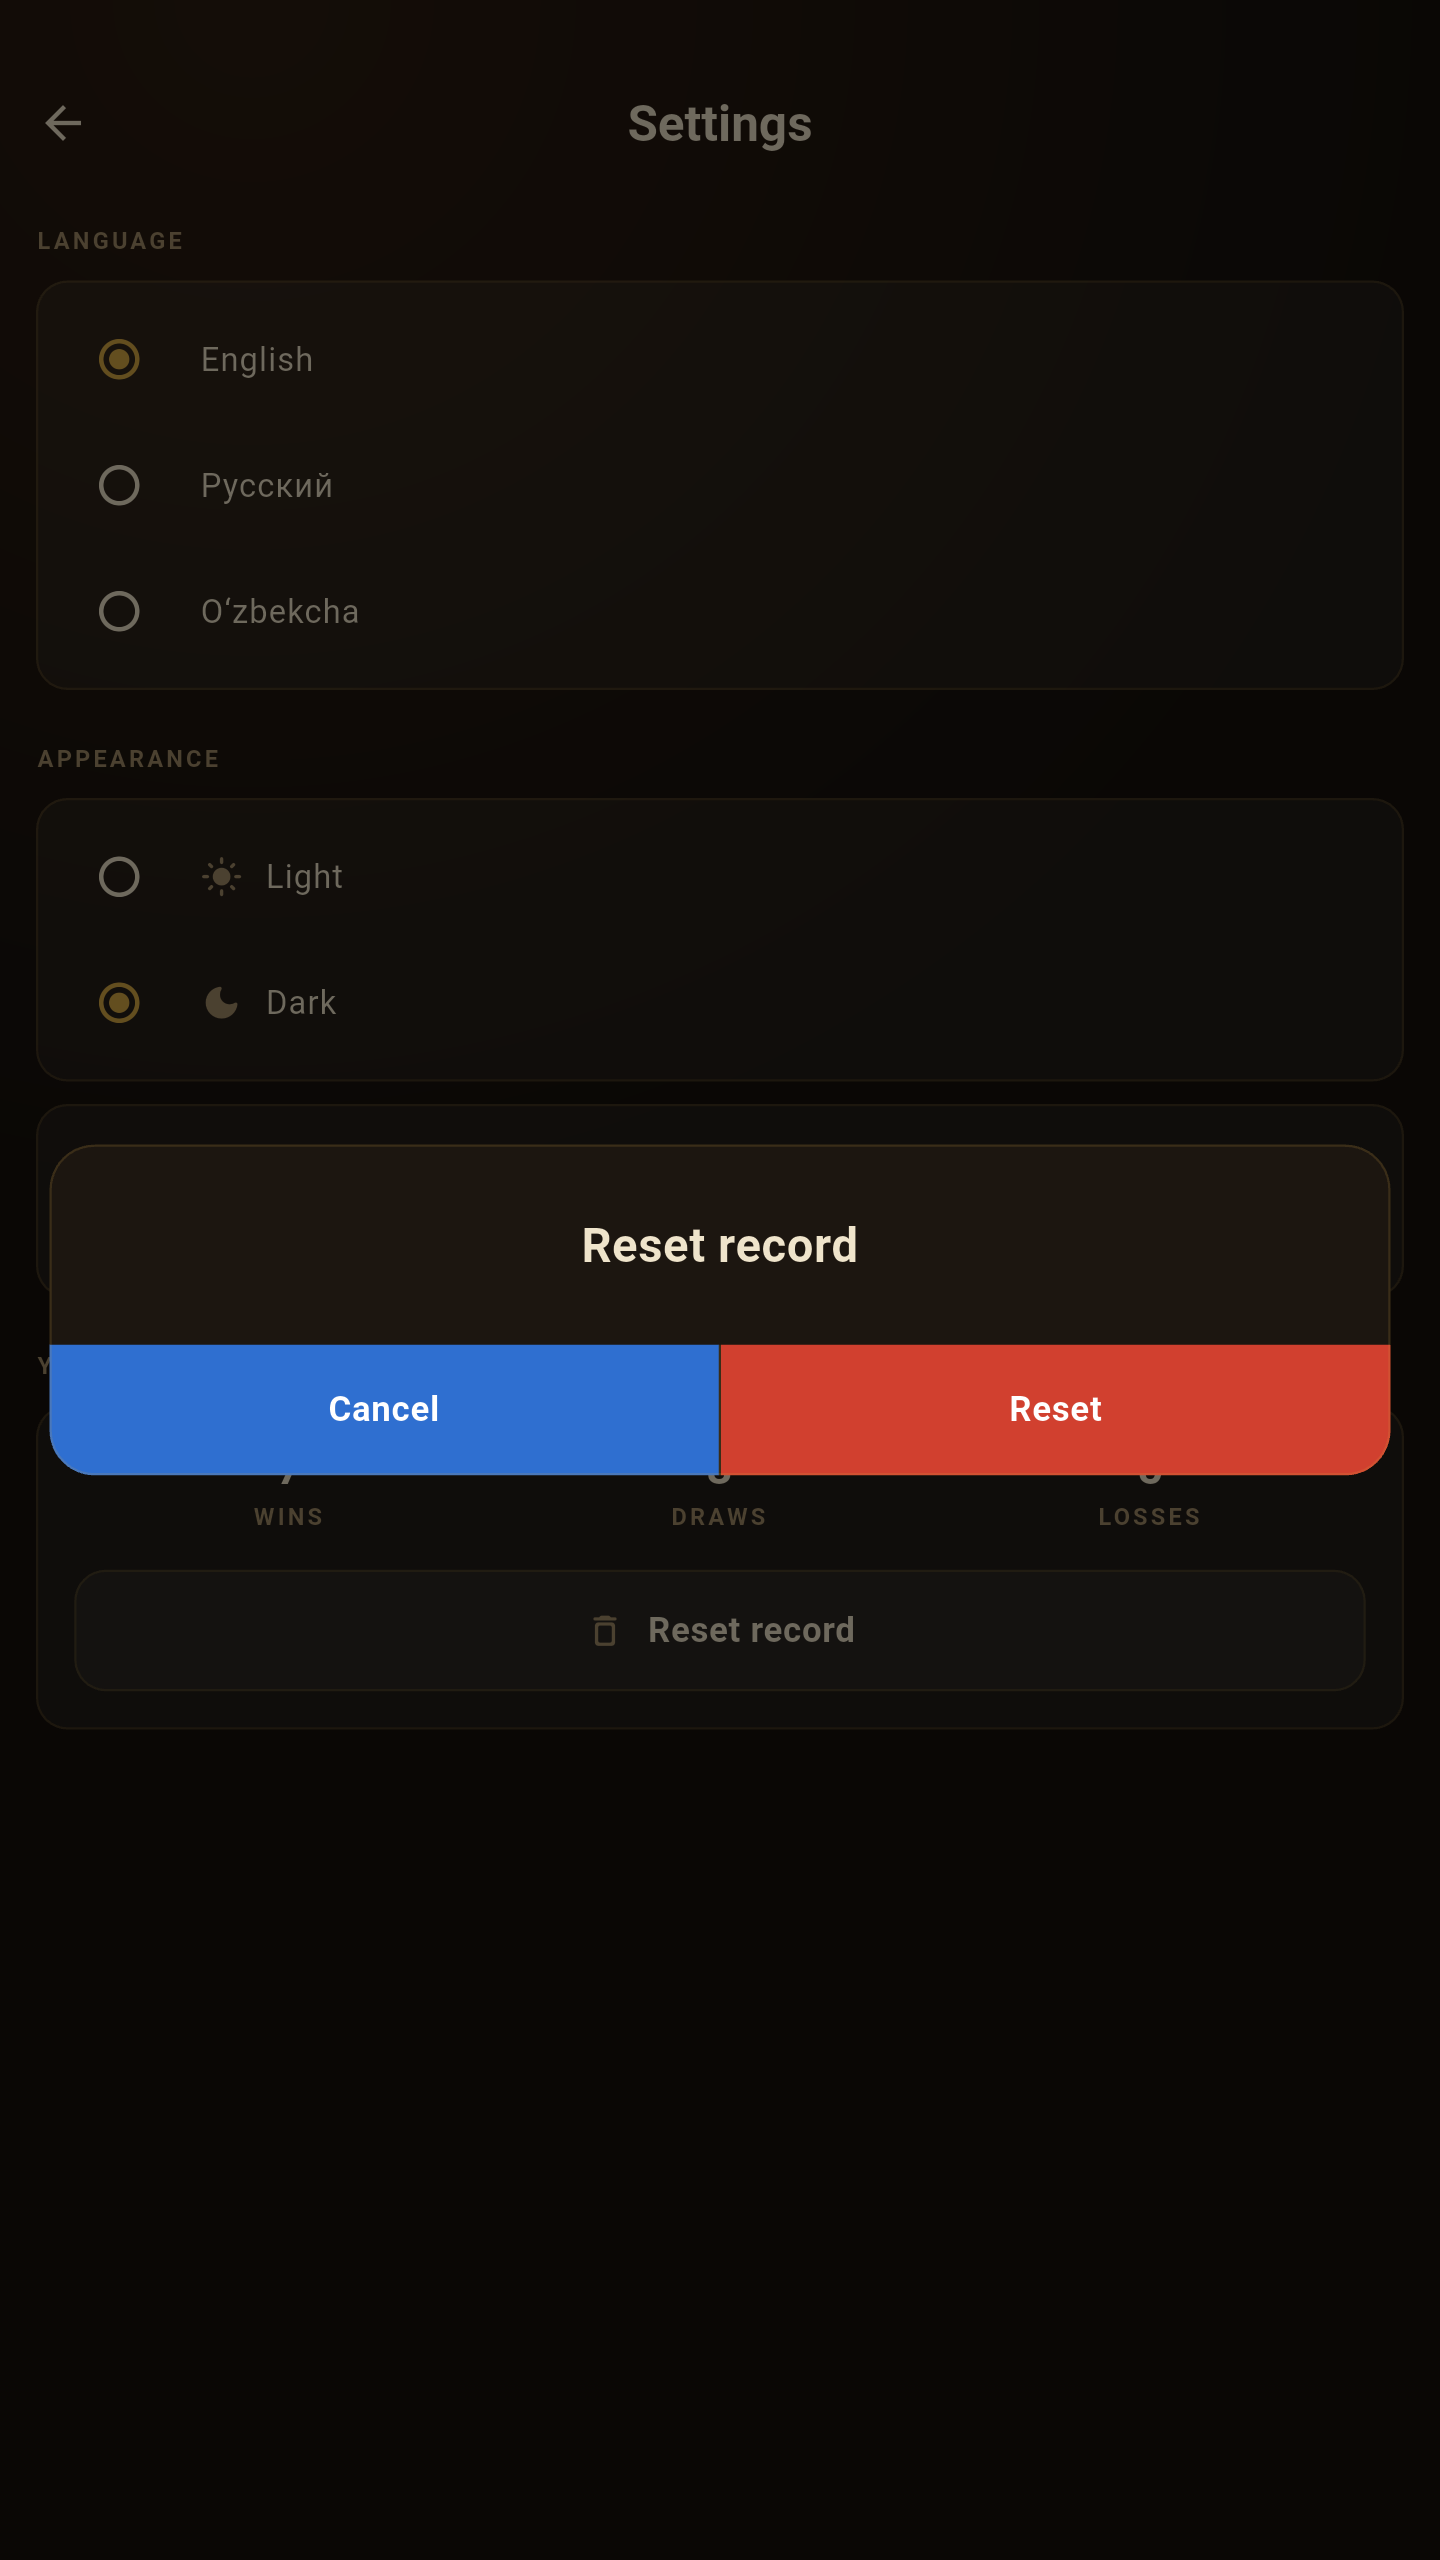 Settings
LANGUAGE
English
Русский
O‘zbekcha
APPEARANCE
Light
Dark
Reset record
Cancel
Reset
WINS
DRAWS
LOSSES
Reset record